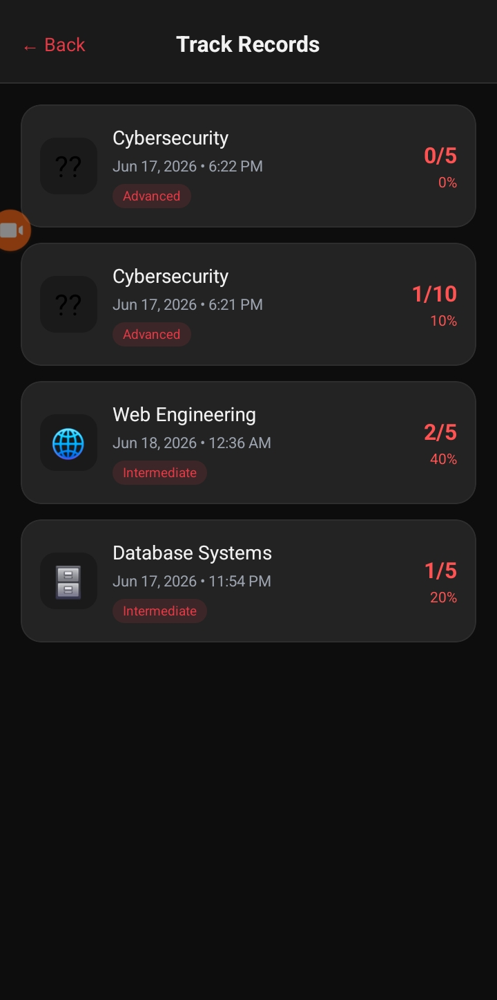 ← Back
Track Records
Cybersecurity
?? Jun 17, 2026 • 6:22 PM 0/5
Advanced 0%
Cybersecurity
?? Jun 17, 2026 • 6:21 PM 1/10
Advanced 10%
Web Engineering
Jun 18, 2026 • 12:36 AM 2/5
Intermediate 40%
Database Systems
Jun 17, 2026 • 11:54 PM 1/5
Intermediate 20%